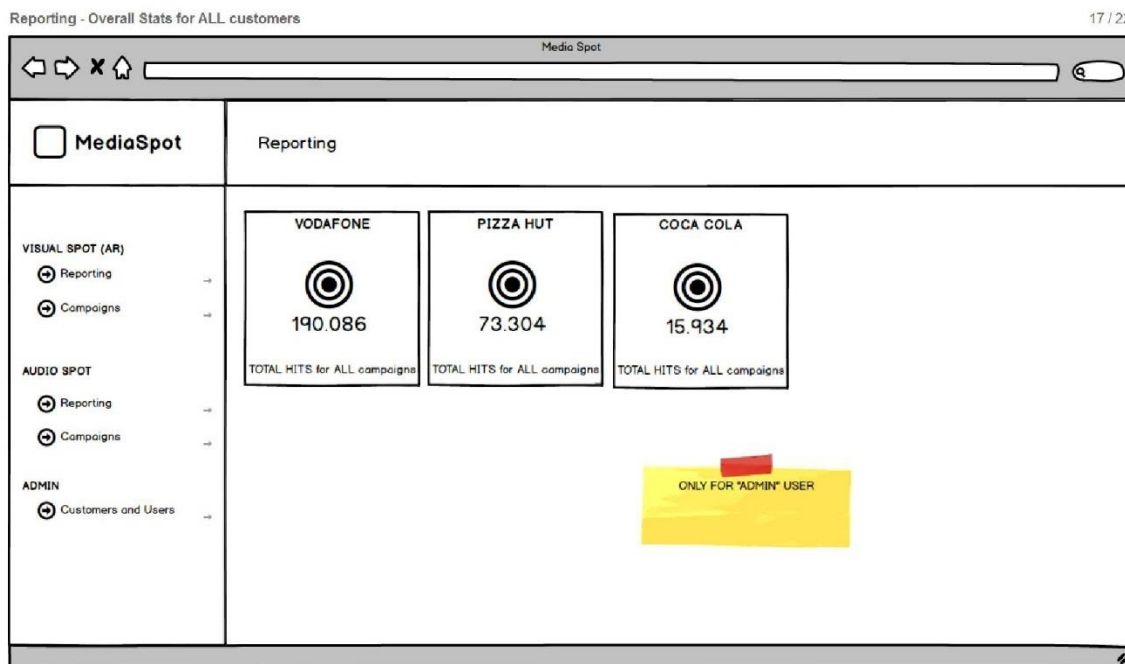 Reporting - Overall Stats for ALL customers
17 / 22
Media Spot
MediaSpot
Reporting
VISUAL SPOT (AR)
Reporting
Campaigns
AUDIO SPOT
Reporting
Campaigns
ADMIN
Customers and Users
VODAFONE
190.086
TOTAL HITS for ALL campaigns
PIZZA HUT
73.304
TOTAL HITS for ALL campaigns
COCA COLA
15.934
TOTAL HITS for ALL campaigns
ONLY FOR "ADMIN" USER